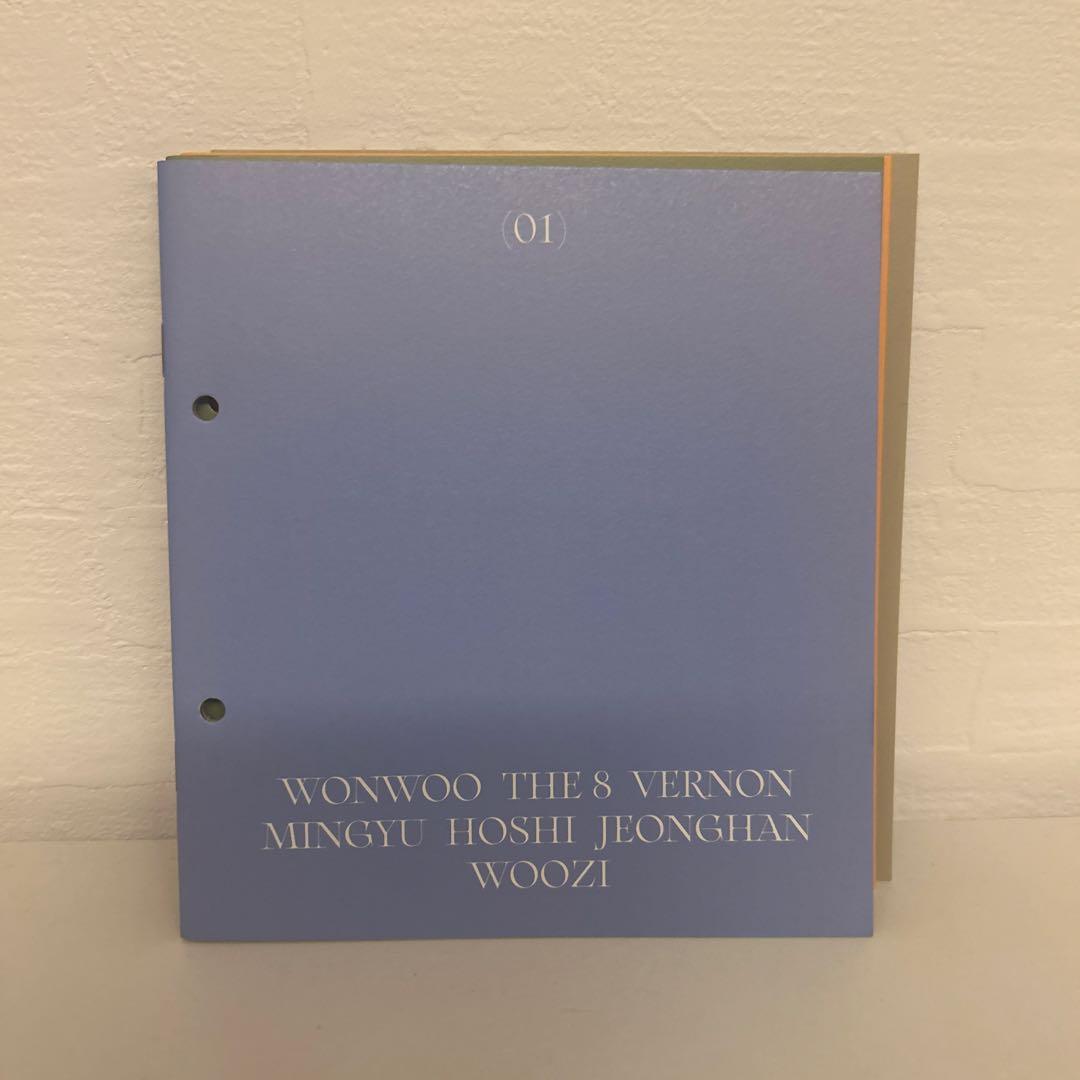 (01)
WONWOO THE 8 VERNON
MINGYU HOSHI JEONGHAN
WOOZI